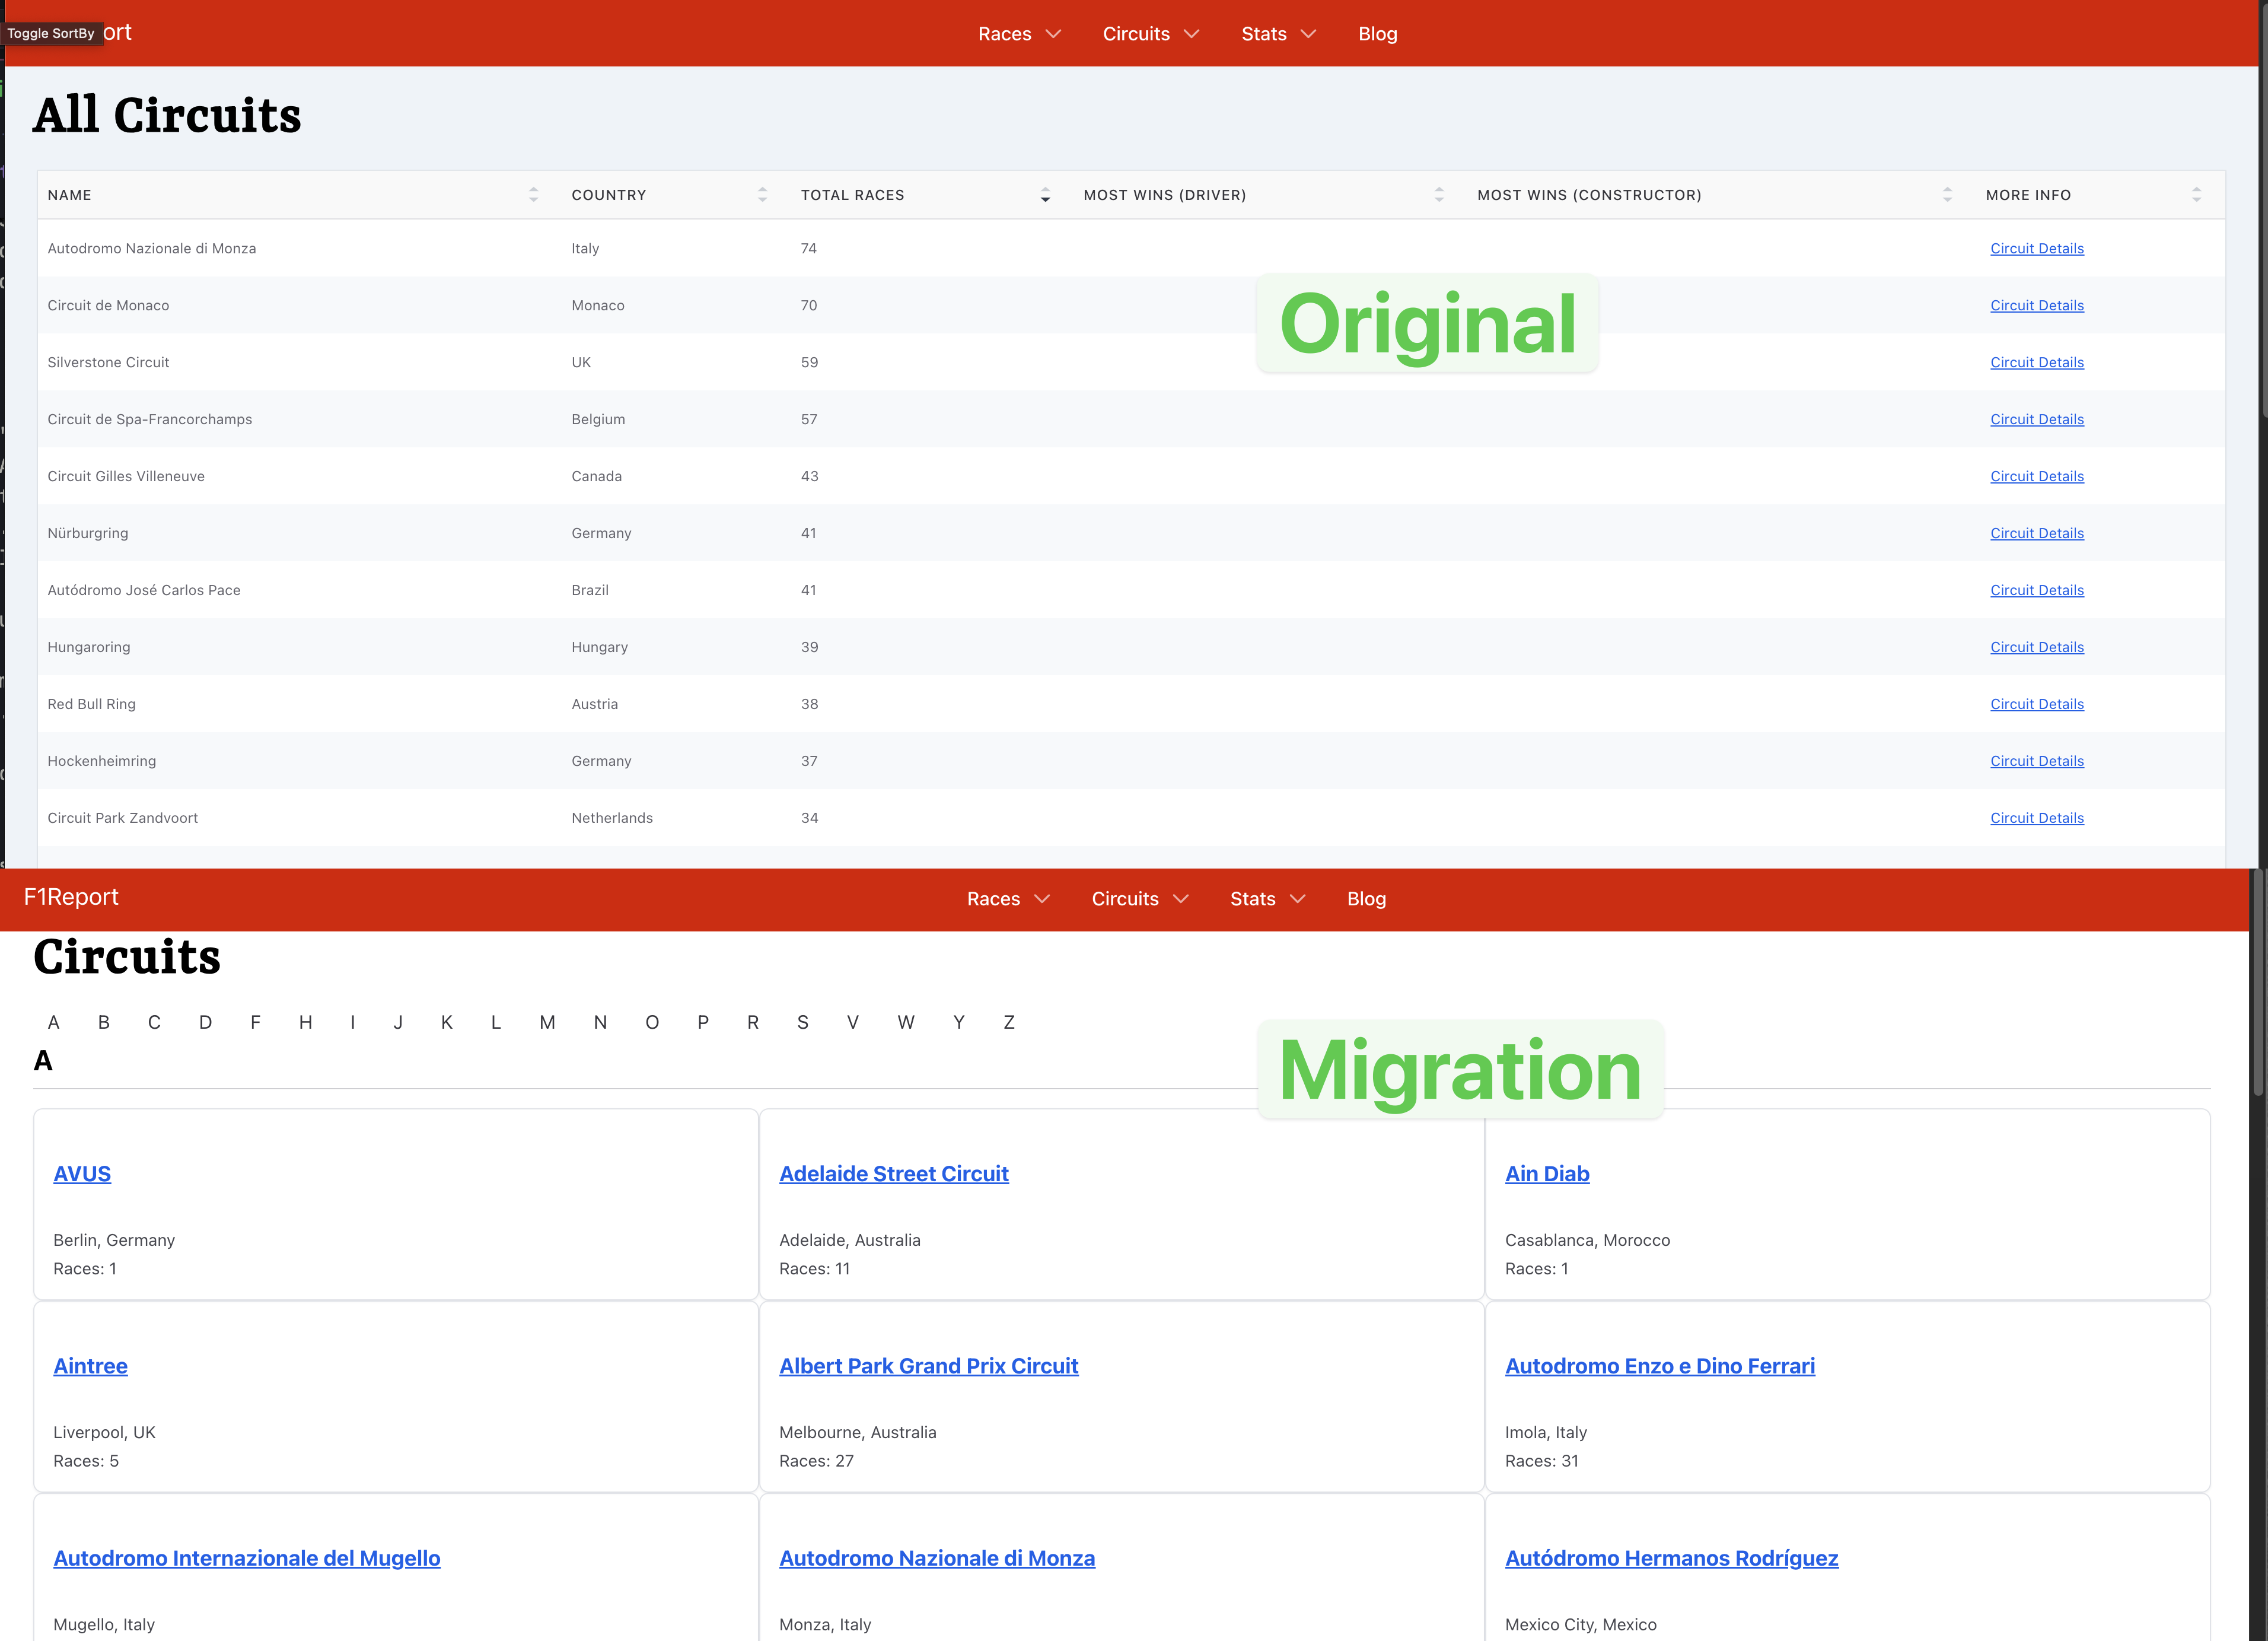 Toggle SortBy ort Races Circuits Stats Blog
All Circuits
NAME COUNTRY TOTAL RACES MOST WINS (DRIVER) MOST WINS (CONSTRUCTOR) MORE INFO
Autodromo Nazionale di Monza Italy 74 Circuit Details
Circuit de Monaco Monaco 70 Circuit Details
Original
Silverstone Circuit UK 59 Circuit Details
Circuit de Spa-Francorchamps Belgium 57 Circuit Details
Circuit Gilles Villeneuve Canada 43 Circuit Details
Nürburgring Germany 41 Circuit Details
Autódromo José Carlos Pace Brazil 41 Circuit Details
Hungaroring Hungary 39 Circuit Details
Red Bull Ring Austria 38 Circuit Details
Hockenheimring Germany 37 Circuit Details
Circuit Park Zandvoort Netherlands 34 Circuit Details
F1Report Races Circuits Stats Blog
Circuits
A B C D F H I J K L M N O P R S V W Y Z
A
Migration
AVUS Adelaide Street Circuit Ain Diab
Berlin, Germany Adelaide, Australia Casablanca, Morocco
Races: 1 Races: 11 Races: 1
Aintree Albert Park Grand Prix Circuit Autodromo Enzo e Dino Ferrari
Liverpool, UK Melbourne, Australia Imola, Italy
Races: 5 Races: 27 Races: 31
Autodromo Internazionale del Mugello Autodromo Nazionale di Monza Autódromo Hermanos Rodríguez
Mugello, Italy Monza, Italy Mexico City, Mexico